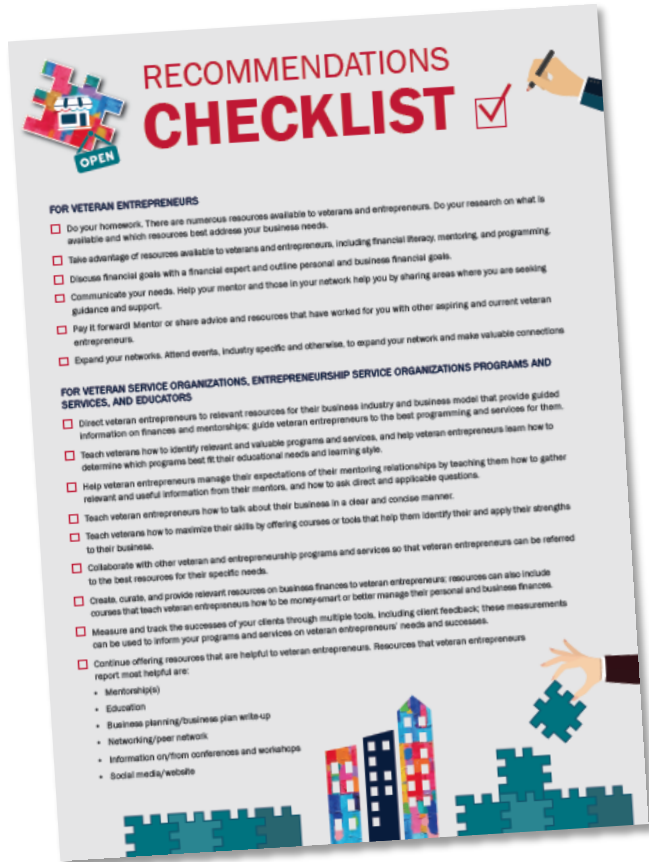 RECOMMENDATIONS
CHECKLIST
OPEN
FOR VETERAN ENTREPRENEURS
Do your homework. There are numerous resources available to veterans and entrepreneurs. Do your research on what is
available and which resources best address your business needs.
Take advantage of resources available to veterans and entrepreneurs, including financial literacy, mentoring, and programming.
Discuss financial goals with a financial expert and outline personal and business financial goals.
Communicate your needs. Help your mentor and those in your network help you by sharing areas where you are seeking
guidance and support.
Pay it forward! Mentor or share advice and resources that have worked for you with other aspiring and current veteran
entrepreneurs.
Expand your networks. Attend events, industry specific and otherwise, to expand your network and make valuable connections
FOR VETERAN SERVICE ORGANIZATIONS, ENTREPRENEURSHIP SERVICE ORGANIZATIONS PROGRAMS AND
SERVICES, AND EDUCATORS
Direct veteran entrepreneurs to relevant resources for their business industry and business model that provide guided
information on finances and mentorships; guide veteran entrepreneurs to the best programming and services for them.
Teach veterans how to identify relevant and valuable programs and services, and help veteran entrepreneurs learn how to
determine which programs best fit their educational needs and learning style.
Help veteran entrepreneurs manage their expectations of their mentoring relationships by teaching them how to gather
relevant and useful information from their mentors, and how to ask direct and applicable questions.
Teach veteran entrepreneurs how to talk about their business in a clear and concise manner.
Teach veterans how to maximize their skills by offering courses or tools that help them identify their and apply their strengths
to their business.
Collaborate with other veteran and entrepreneurship programs and services so that veteran entrepreneurs can be referred
to the best resources for their specific needs.
Create, curate, and provide relevant resources on business finances to veteran entrepreneurs; resources can also include
courses that teach veteran entrepreneurs how to be money-smart or better manage their personal and business finances.
Measure and track the successes of your clients through multiple tools, including client feedback; these measurements
can be used to inform your programs and services on veteran entrepreneurs' needs and successes.
Continue offering resources that are helpful to veteran entrepreneurs. Resources that veteran entrepreneurs
report most helpful are:
• Mentorship(s)
• Education
• Business planning/business plan write-up
• Networking/peer network
• Information on/from conferences and workshops
• Social media/website